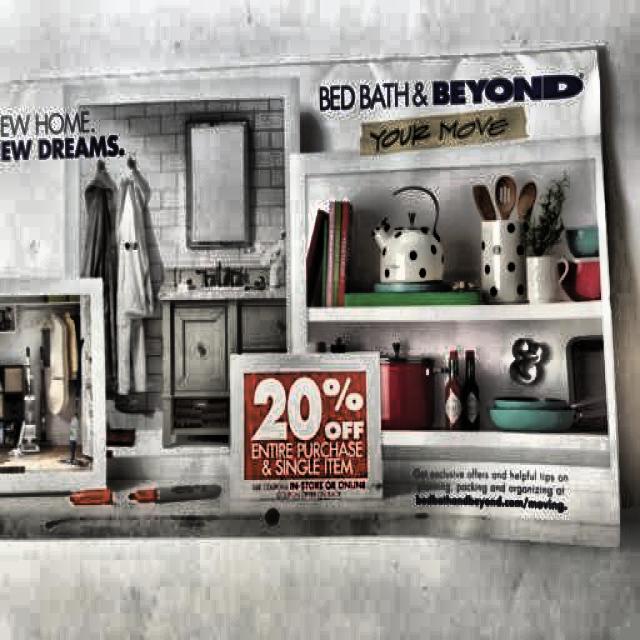 EW HOME.
EW DREAMS.
BED BATH & BEYOND
YOUR MOVE
20% OFF
ENTIRE PURCHASE
& SINGLE ITEM
IN-STORE OR ONLINE
&
Get exclusive offers and helpful tips on
packing and organizing at
bedbathandbeyond.com/moving.